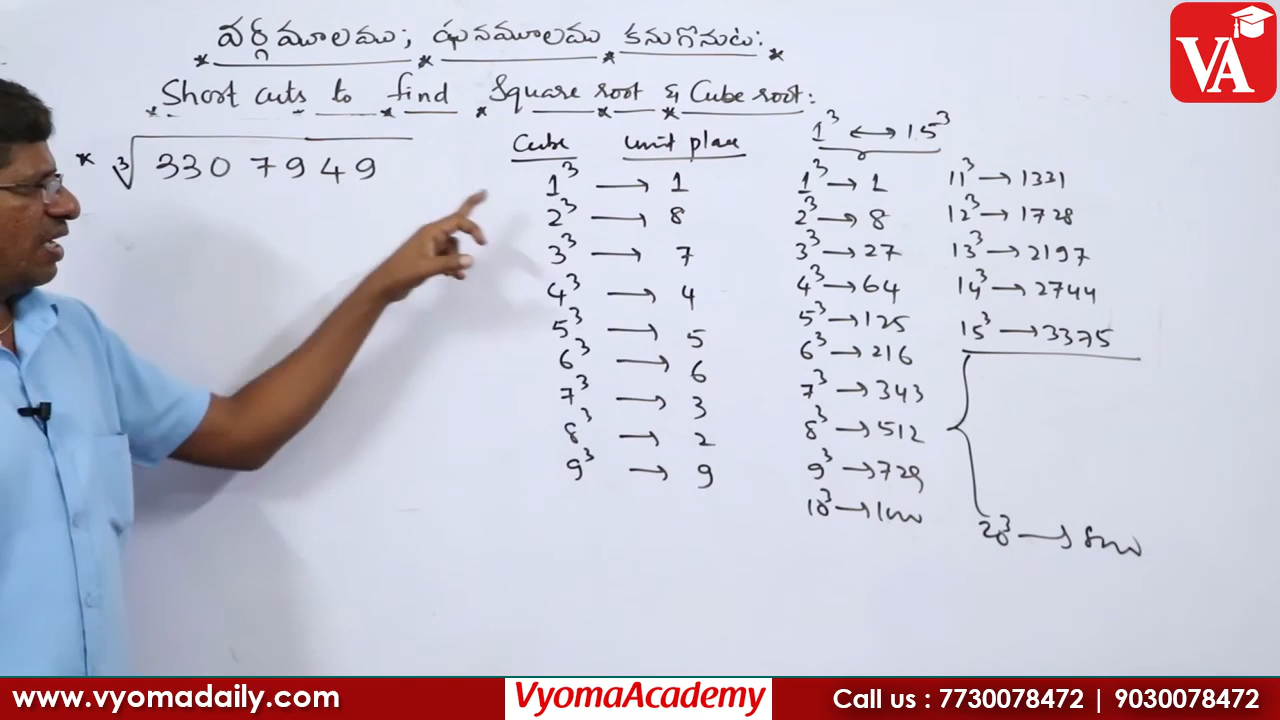 వర్గమూలము; ఘనమూలము కనుగొనుట:
Short cuts to find Square root & Cube root:
* ∛3307949
Cube unit place
1³ → 1
2³ → 8
3³ → 7
4³ → 4
5³ → 5
6³ → 6
7³ → 3
8³ → 2
9³ → 9
1³ ↔ 15³
1³ → 1
2³ → 8
3³ → 27
4³ → 64
5³ → 125
6³ → 216
7³ → 343
8³ → 512
9³ → 729
10³ → 1000
11³ → 1331
12³ → 1728
13³ → 2197
14³ → 2744
15³ → 3375
20³ → 8000
VA
www.vyomadaily.com
VyomaAcademy
Call us : 7730078472 | 9030078472